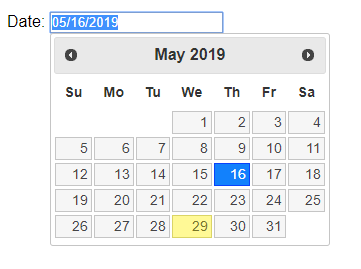 Date: 05/16/2019
May 2019
Su Mo Tu We Th Fr Sa
1 2 3 4
5 6 7 8 9 10 11
12 13 14 15 16 17 18
19 20 21 22 23 24 25
26 27 28 29 30 31